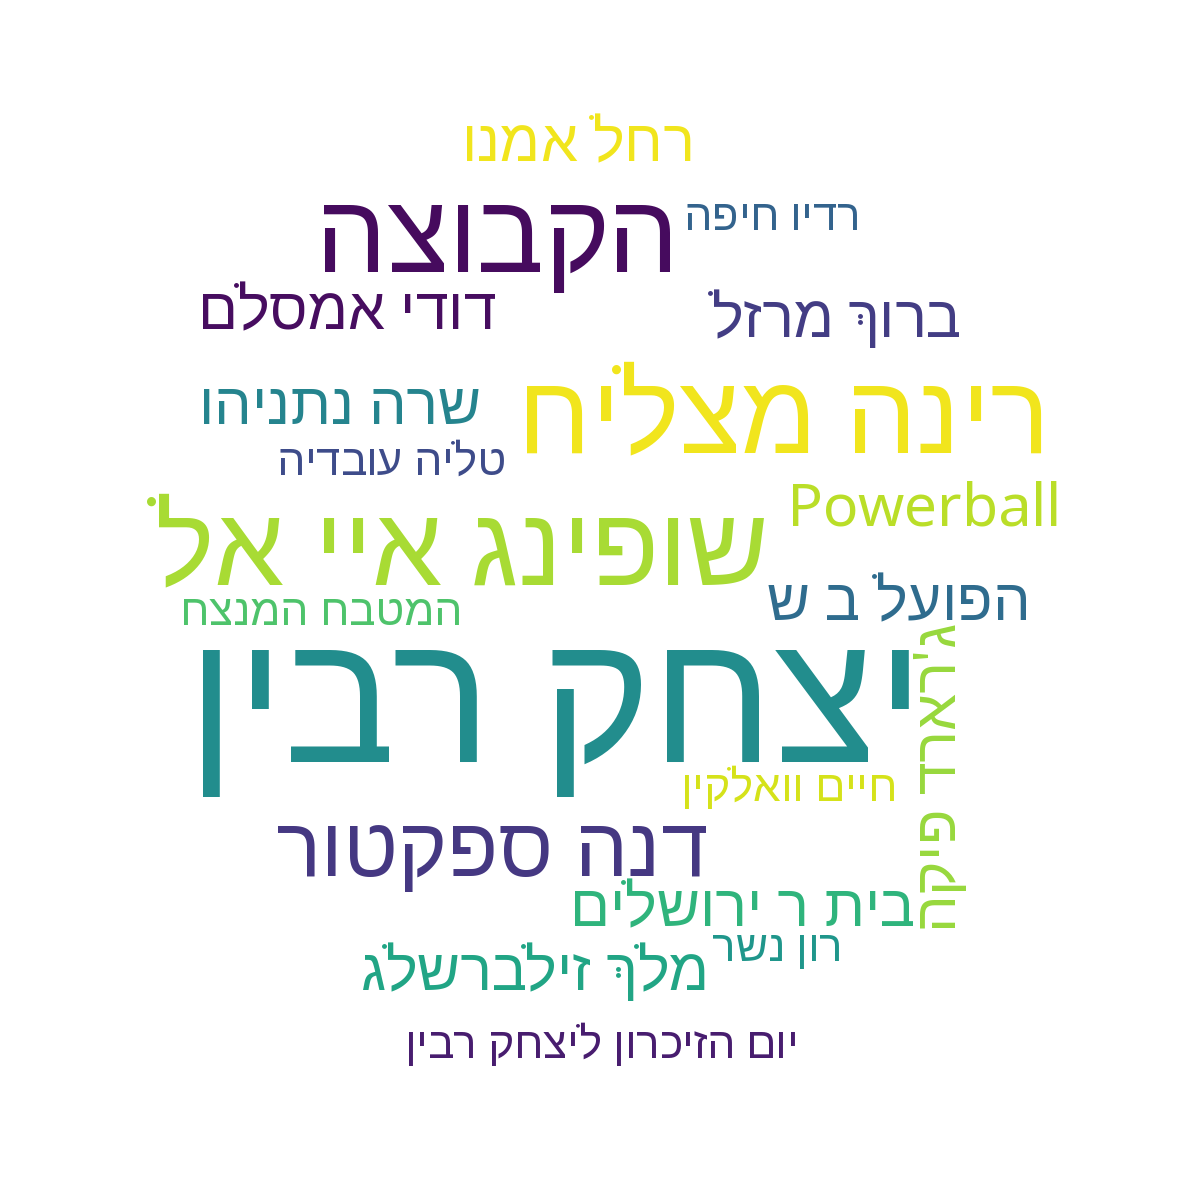 רחל אמנו
הקבוצה
רדיו חיפה
דודי אמסלם
ברוך מרזל
רינה מצליח
שרה נתניהו
טליה עובדיה
Powerball
שופינג איי אל
הפועל ב ש
המטבח המנצח
ג'ראד פיקה
יצחק רבין
חיים וואלקין
דנה ספקטור
בית ר ירושלים
רון נשר
מלך זילברשלג
יום הזיכרון ליצחק רבין